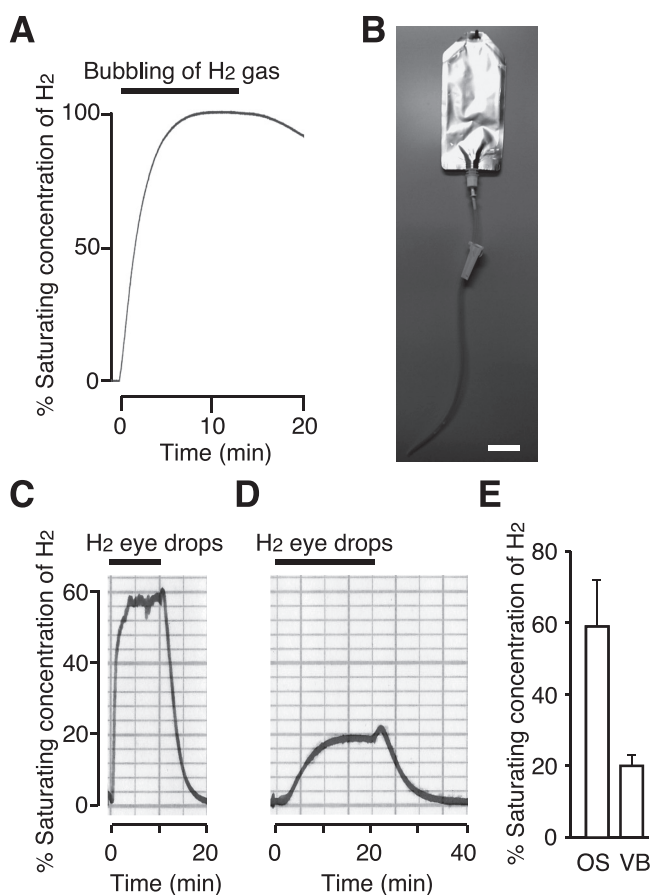 A
Bubbling of H2 gas
% Saturating concentration of H2
100
50
0
0 10 20
Time (min)
B
C
H2 eye drops
% Saturating concentration of H2
60
40
20
0
0 20
Time (min)
D
H2 eye drops
0 20 40
Time (min)
E
% Saturating concentration of H2
80
60
40
20
0
OS VB